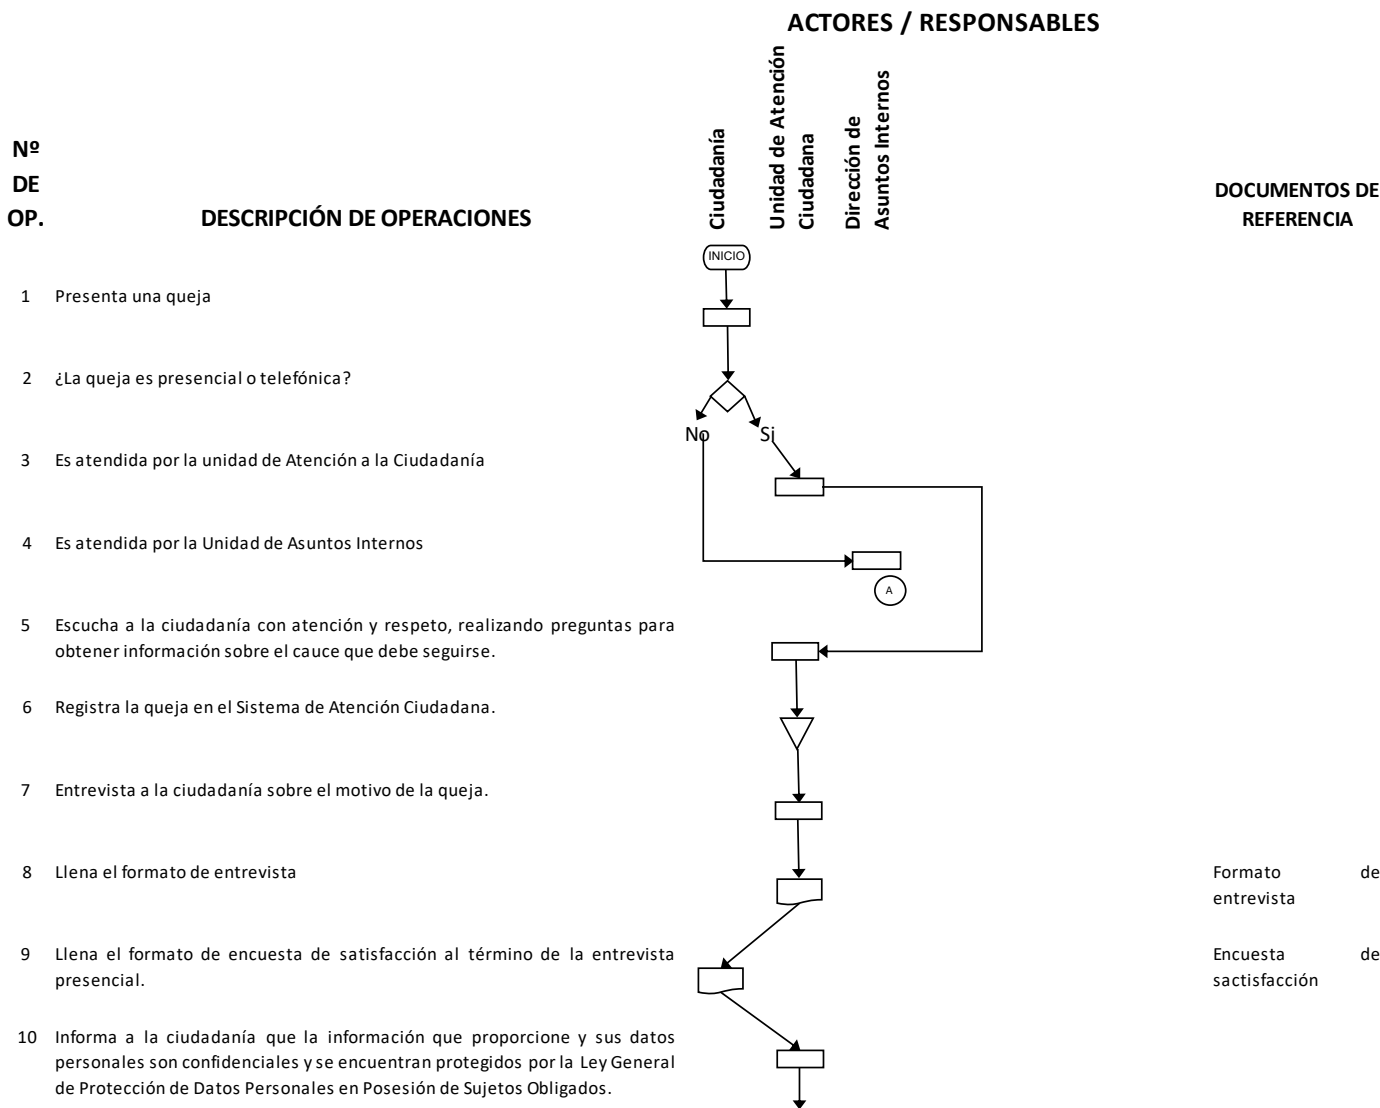 ACTORES / RESPONSABLES
Nº
DE
OP.
DESCRIPCIÓN DE OPERACIONES
Ciudadanía
Unidad de Atención
Ciudadana
Dirección de
Asuntos Internos
DOCUMENTOS DE
REFERENCIA
INICIO
1 Presenta una queja
2 ¿La queja es presencial o telefónica?
No Si
3 Es atendida por la unidad de Atención a la Ciudadanía
4 Es atendida por la Unidad de Asuntos Internos
A
5 Escucha a la ciudadanía con atención y respeto, realizando preguntas para
obtener información sobre el cauce que debe seguirse.
6 Registra la queja en el Sistema de Atención Ciudadana.
7 Entrevista a la ciudadanía sobre el motivo de la queja.
8 Llena el formato de entrevista
Formato de
entrevista
9 Llena el formato de encuesta de satisfacción al término de la entrevista
presencial.
Encuesta de
sactisfacción
10 Informa a la ciudadanía que la información que proporcione y sus datos
personales son confidenciales y se encuentran protegidos por la Ley General
de Protección de Datos Personales en Posesión de Sujetos Obligados.